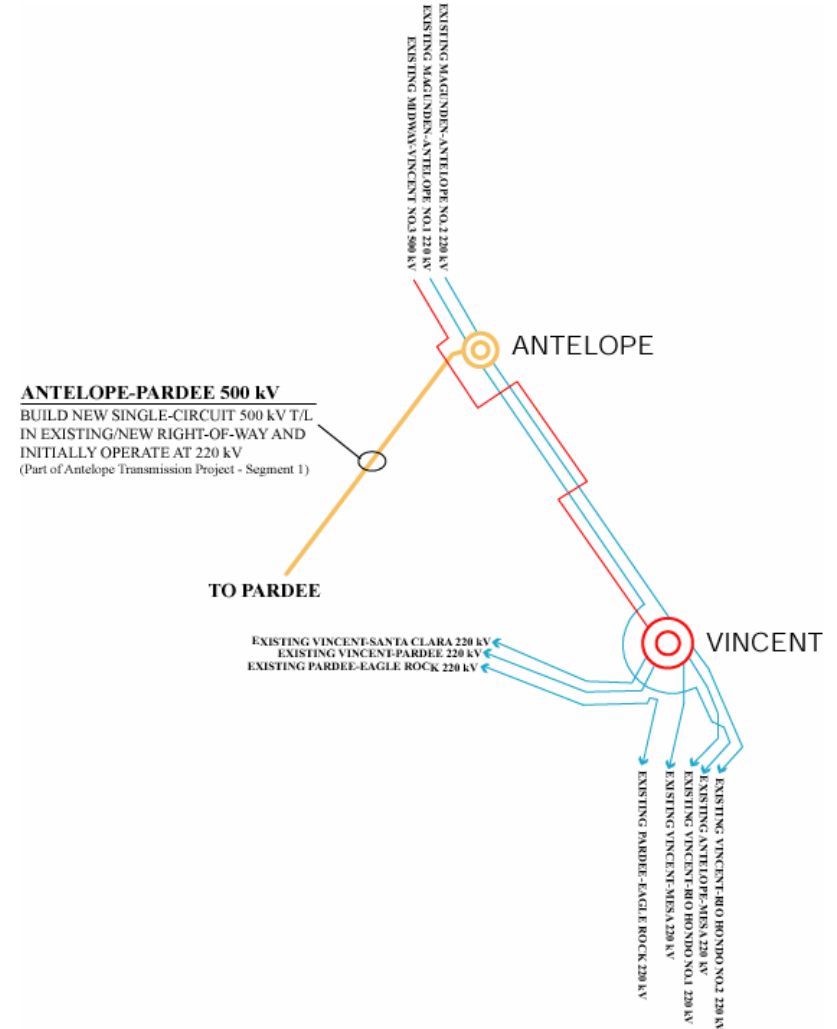 EXISTING MIDWAY-VINCENT NO.3 500 kV
EXISTING MAGUNDEN-ANTELOPE NO.1 220 kV
EXISTING MAGUNDEN-ANTELOPE NO.2 220 kV
ANTELOPE
ANTELOPE-PARDEE 500 kV
BUILD NEW SINGLE-CIRCUIT 500 kV T/L
IN EXISTING/NEW RIGHT-OF-WAY AND
INITIALLY OPERATE AT 220 kV
(Part of Antelope Transmission Project - Segment 1)
TO PARDEE
VINCENT
EXISTING VINCENT-SANTA CLARA 220 kV
EXISTING VINCENT-PARDEE 220 kV
EXISTING PARDEE-EAGLE ROCK 220 kV
EXISTING PARDEE-EAGLE ROCK 220 kV
EXISTING VINCENT-MESA 220 kV
EXISTING VINCENT-RIO HONDO NO.1 220 kV
EXISTING ANTELOPE-MESA 220 kV
EXISTING VINCENT-RIO HONDO NO.2 220 kV